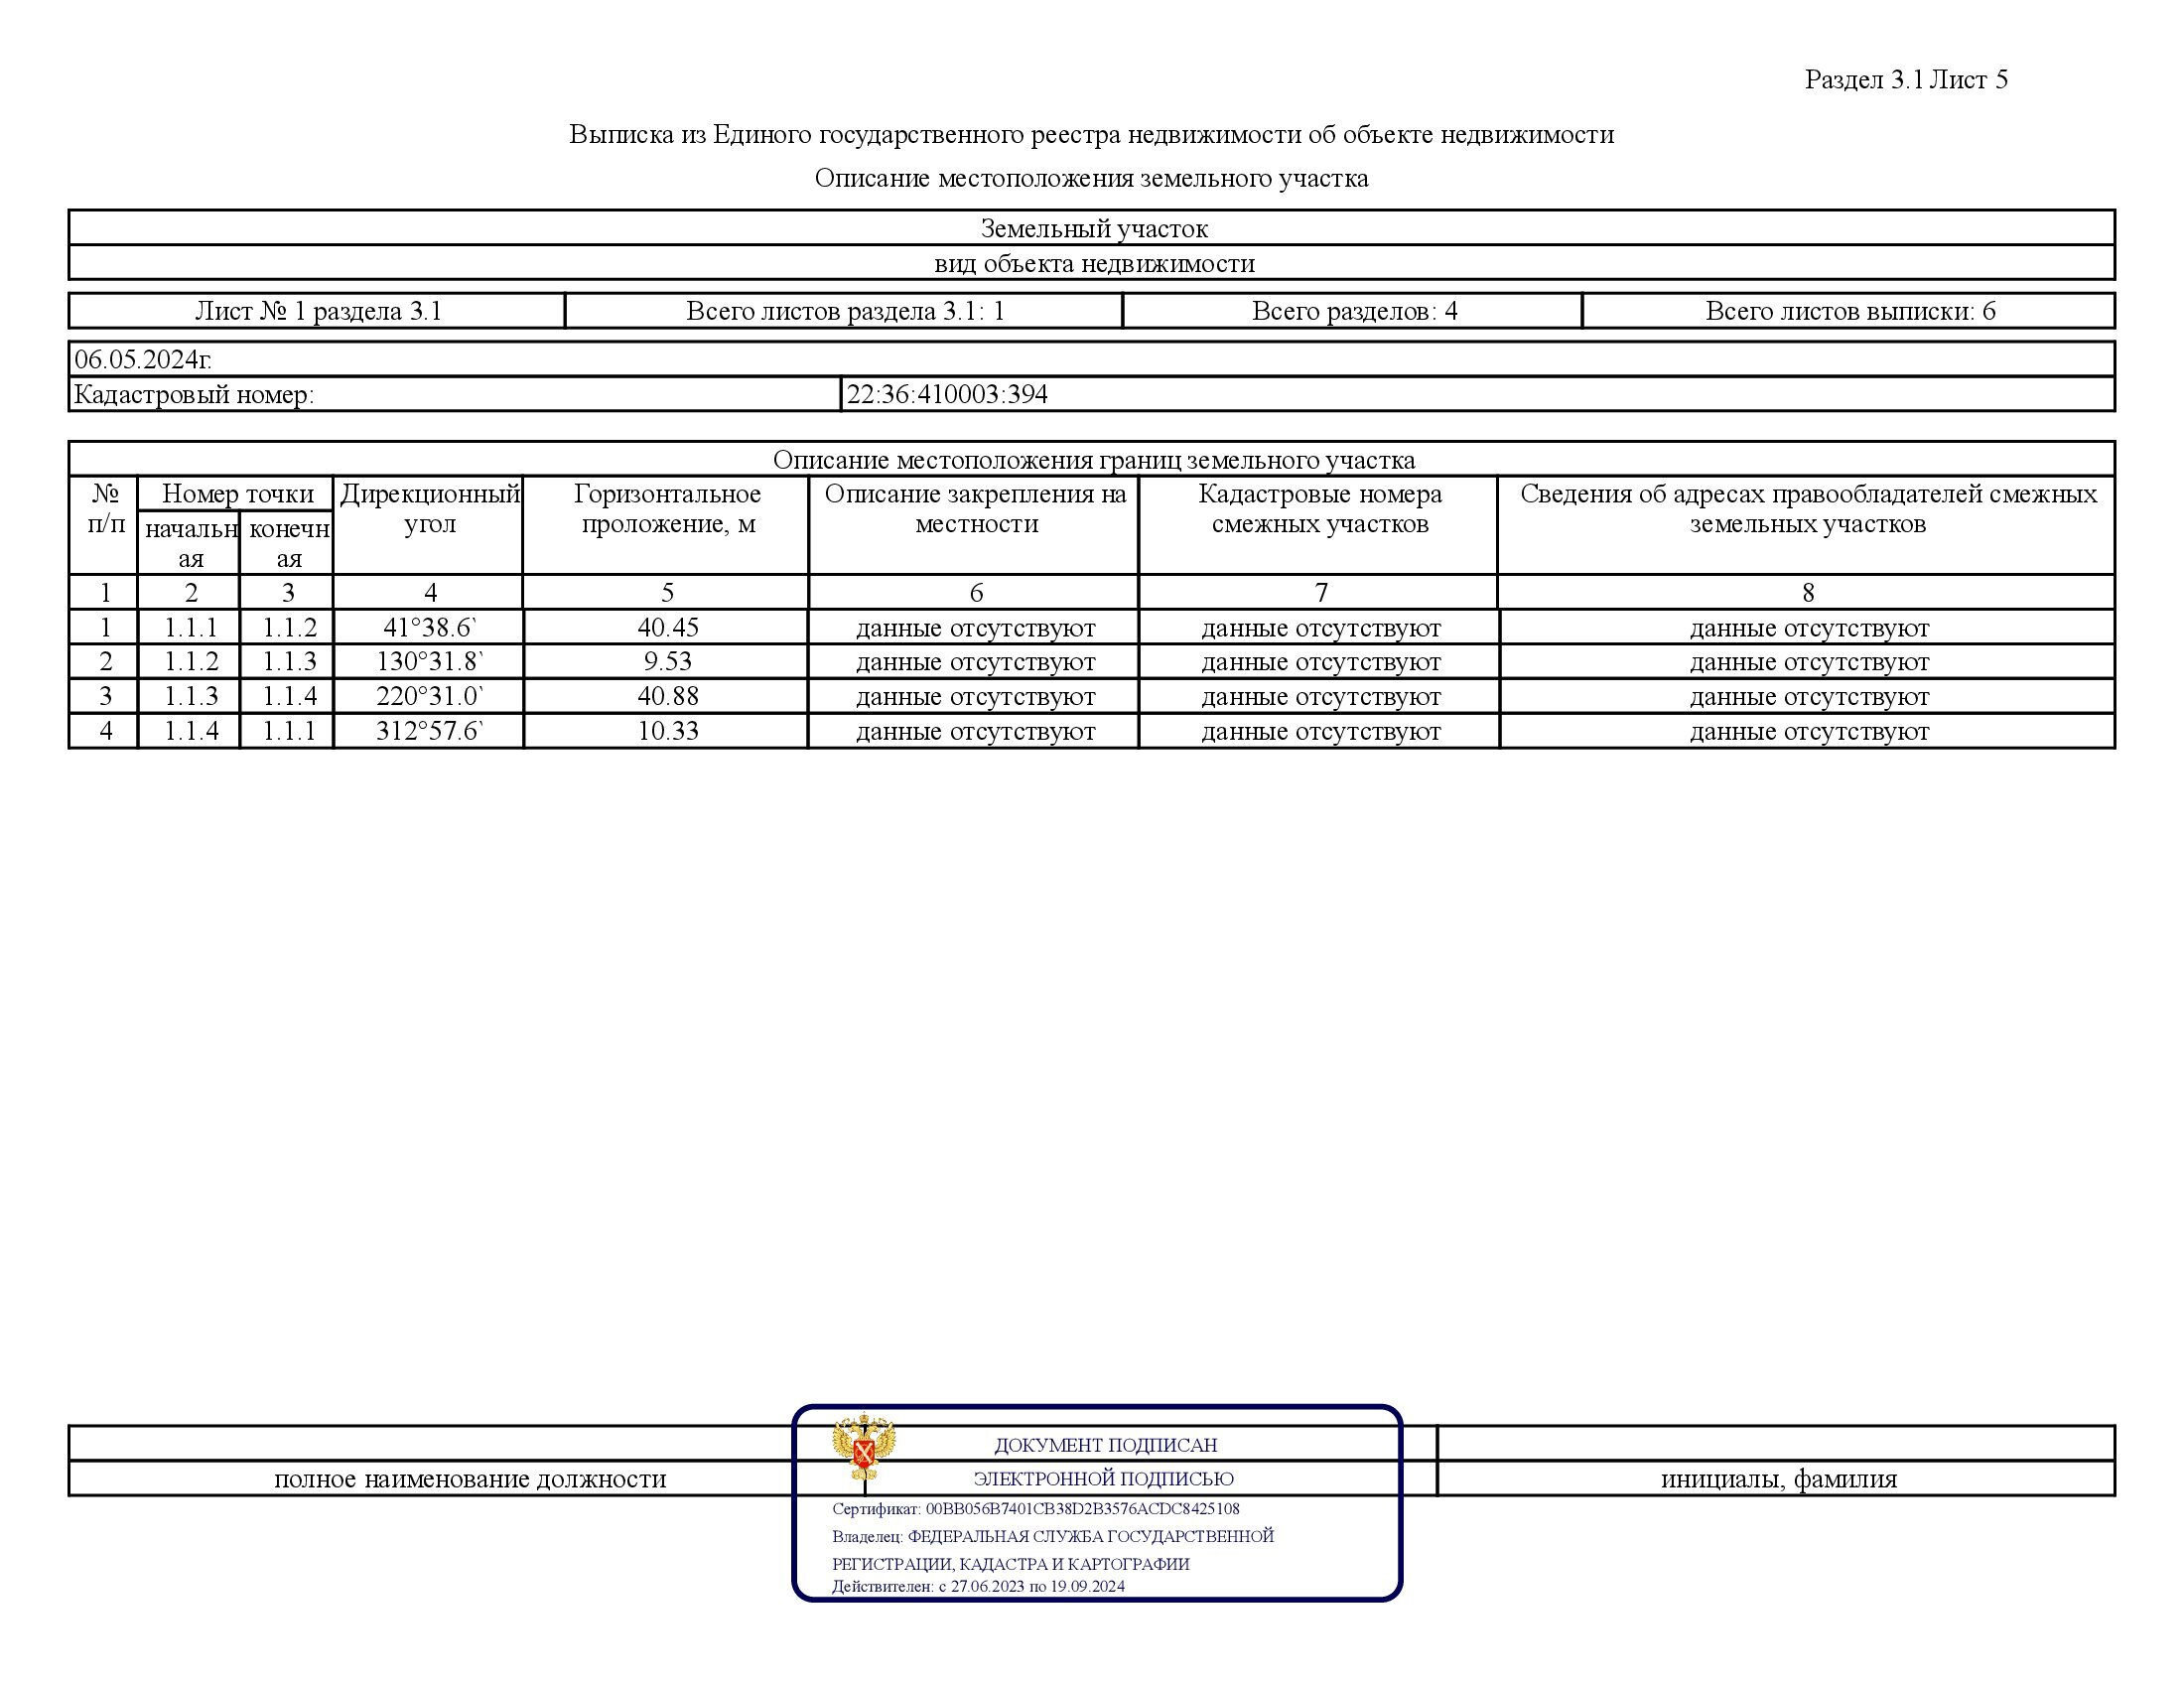 Раздел 3.1 Лист 5
Выписка из Единого государственного реестра недвижимости об объекте недвижимости
Описание местоположения земельного участка
Земельный участок
вид объекта недвижимости
Лист № 1 раздела 3.1 Всего листов раздела 3.1: 1 Всего разделов: 4 Всего листов выписки: 6
06.05.2024г.
Кадастровый номер: 22:36:410003:394
Описание местоположения границ земельного участка
№ п/п Номер точки Дирекционный угол Горизонтальное проложение, м Описание закрепления на местности Кадастровые номера смежных участков Сведения об адресах правообладателей смежных земельных участков
начальная конечная
1 2 3 4 5 6 7 8
1 1.1.1 1.1.2 41°38.6` 40.45 данные отсутствуют данные отсутствуют данные отсутствуют
2 1.1.2 1.1.3 130°31.8` 9.53 данные отсутствуют данные отсутствуют данные отсутствуют
3 1.1.3 1.1.4 220°31.0` 40.88 данные отсутствуют данные отсутствуют данные отсутствуют
4 1.1.4 1.1.1 312°57.6` 10.33 данные отсутствуют данные отсутствуют данные отсутствуют
ДОКУМЕНТ ПОДПИСАН
полное наименование должности ЭЛЕКТРОННОЙ ПОДПИСЬЮ инициалы, фамилия
Сертификат: 00BB056B7401CB38D2B3576ACDC8425108
Владелец: ФЕДЕРАЛЬНАЯ СЛУЖБА ГОСУДАРСТВЕННОЙ
РЕГИСТРАЦИИ, КАДАСТРА И КАРТОГРАФИИ
Действителен: с 27.06.2023 по 19.09.2024